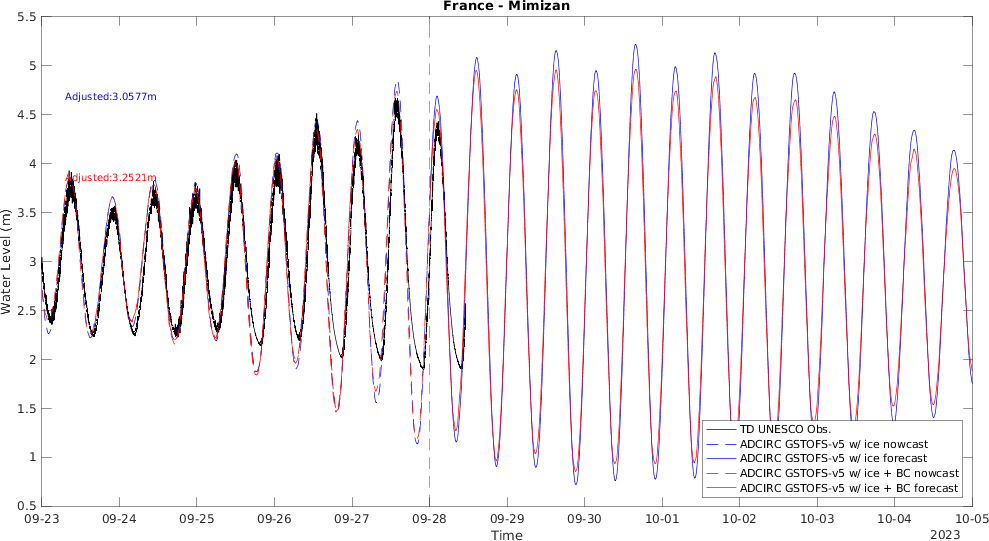 France - Mimizan
5.5
5
4.5
4
3.5
3
2.5
2
1.5
1
0.5
Water Level (m)
Adjusted:3.0577m
Adjusted:3.2521m
TD UNESCO Obs.
ADCIRC GSTOFS-v5 w/ ice nowcast
ADCIRC GSTOFS-v5 w/ ice forecast
ADCIRC GSTOFS-v5 w/ ice + BC nowcast
ADCIRC GSTOFS-v5 w/ ice + BC forecast
09-23 09-24 09-25 09-26 09-27 09-28 09-29 09-30 10-01 10-02 10-03 10-04 10-05
Time
2023